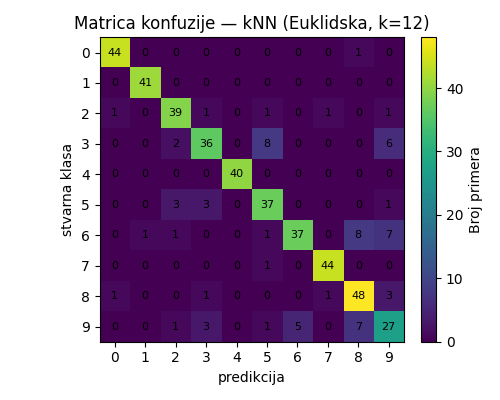 Matrica konfuzije — kNN (Euklidska, k=12)
0 44 0 0 0 0 0 0 0 1 0
1 0 41 0 0 0 0 0 0 0 0
2 1 0 39 1 0 1 0 1 0 1
3 0 0 2 36 0 8 0 0 0 6
4 0 0 0 0 40 0 0 0 0 0
5 0 0 3 3 0 37 0 0 0 1
6 0 1 1 0 0 1 37 0 8 7
7 0 0 0 0 0 1 0 44 0 0
8 1 0 0 1 0 0 0 1 48 3
9 0 0 1 3 0 1 5 0 7 27
0 1 2 3 4 5 6 7 8 9
predikcija
stvarna klasa
40
30
20
10
0
Broj primera